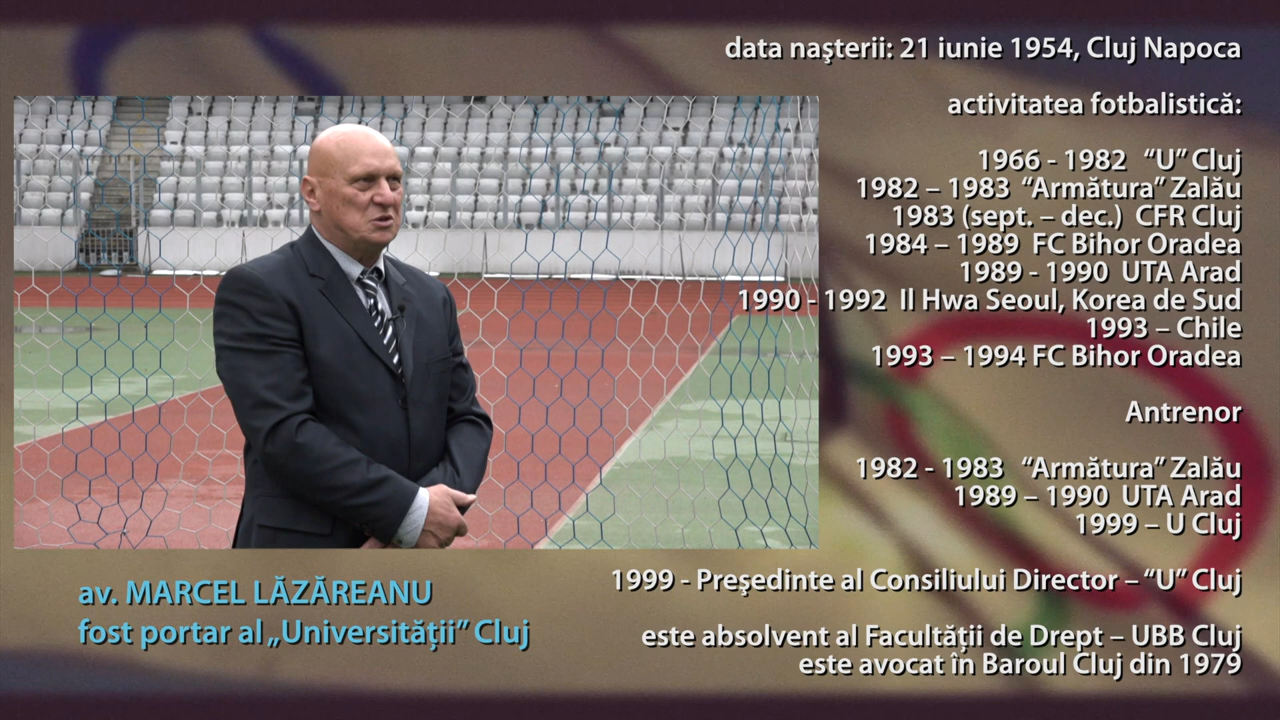 data naşterii: 21 iunie 1954, Cluj Napoca
activitatea fotbalistică:
1966 - 1982 “U” Cluj
1982 – 1983 “Armătura” Zalău
1983 (sept. – dec.) CFR Cluj
1984 – 1989 FC Bihor Oradea
1989 - 1990 UTA Arad
1990 - 1992 Il Hwa Seoul, Korea de Sud
1993 – Chile
1993 – 1994 FC Bihor Oradea
Antrenor
1982 - 1983 “Armătura” Zalău
1989 – 1990 UTA Arad
1999 – U Cluj
1999 - Preşedinte al Consiliului Director – “U” Cluj
este absolvent al Facultăţii de Drept – UBB Cluj
este avocat în Baroul Cluj din 1979
av. MARCEL LĂZĂREANU
fost portar al „Universităţii” Cluj